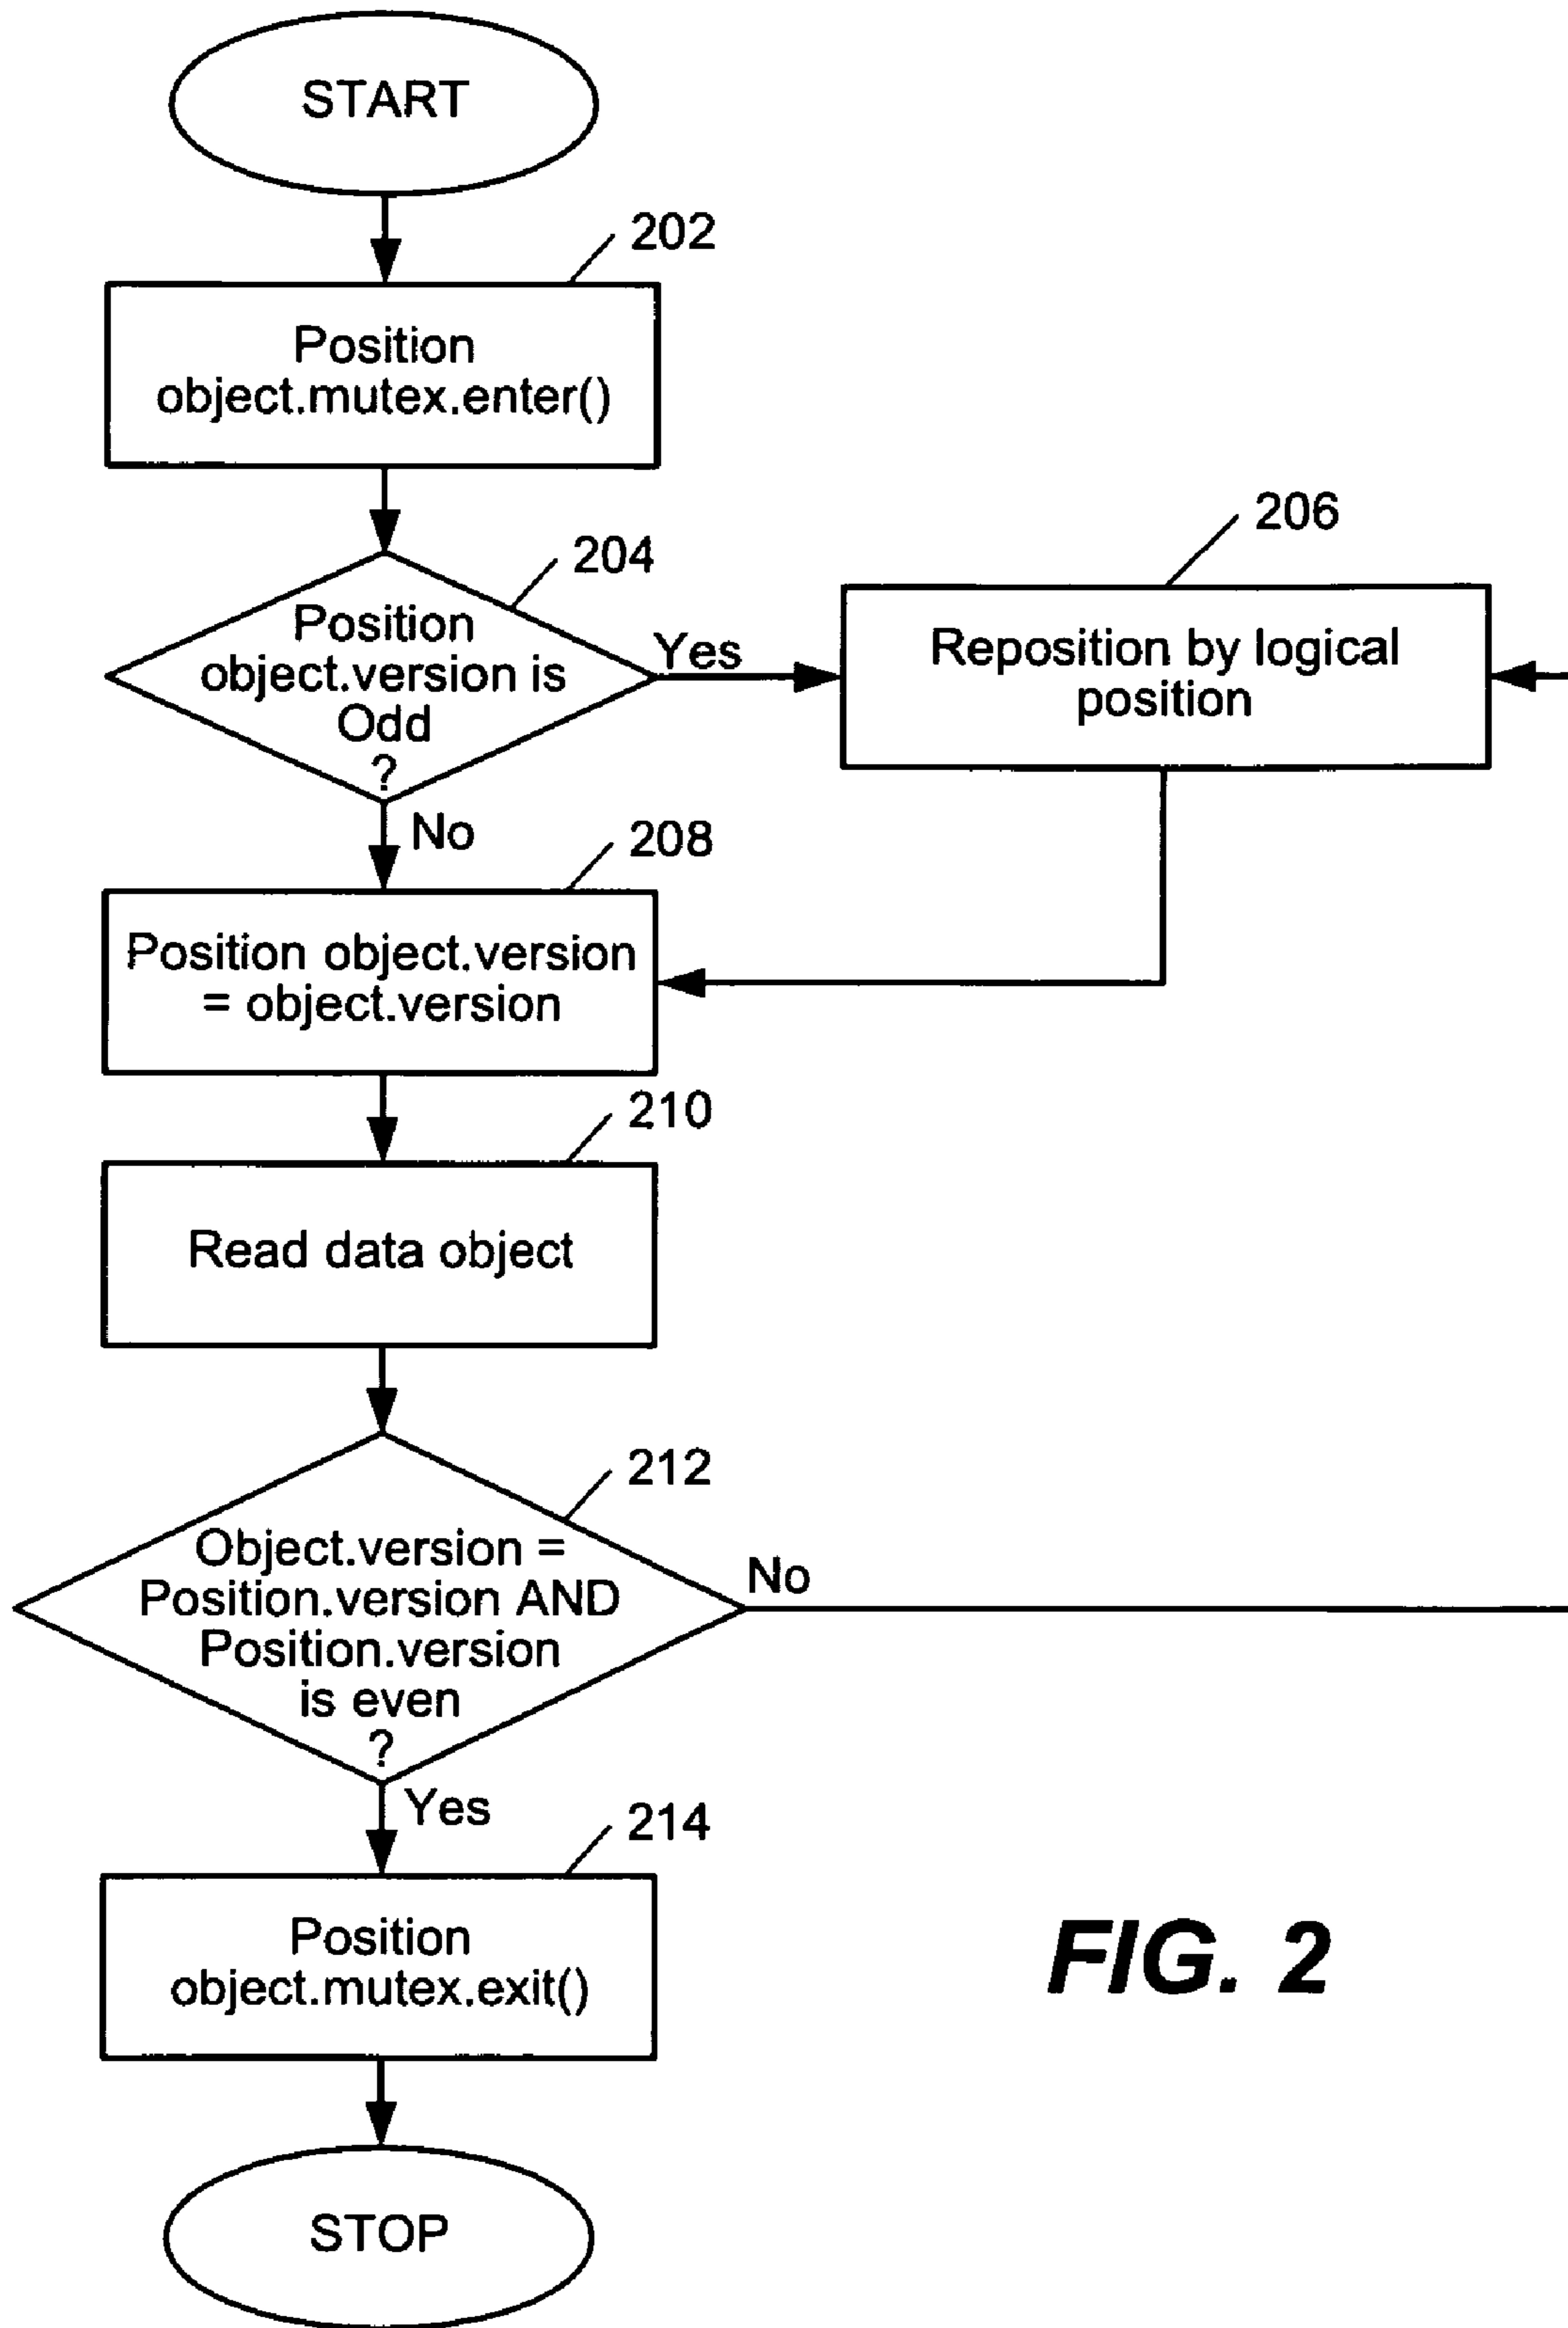 START
202
Position
object.mutex.enter()
204
Position
object.version is
Odd
?
Yes
206
Reposition by logical
position
No
208
Position object.version
= object.version
210
Read data object
212
Object.version =
Position.version AND
Position.version
is even
?
No
Yes
214
Position
object.mutex.exit()
STOP
FIG. 2